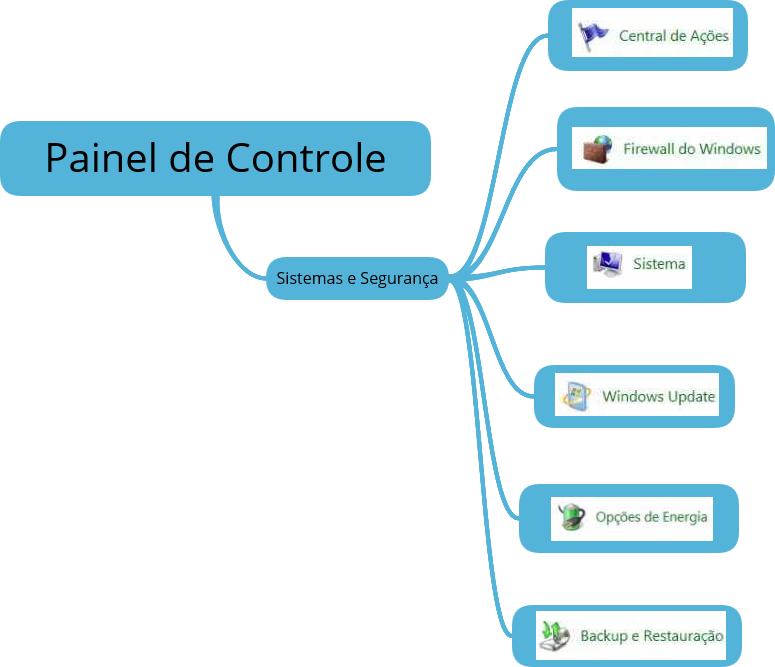 Painel de Controle
Sistemas e Segurança
Central de Ações
Firewall do Windows
Sistema
Windows Update
Opções de Energia
Backup e Restauração